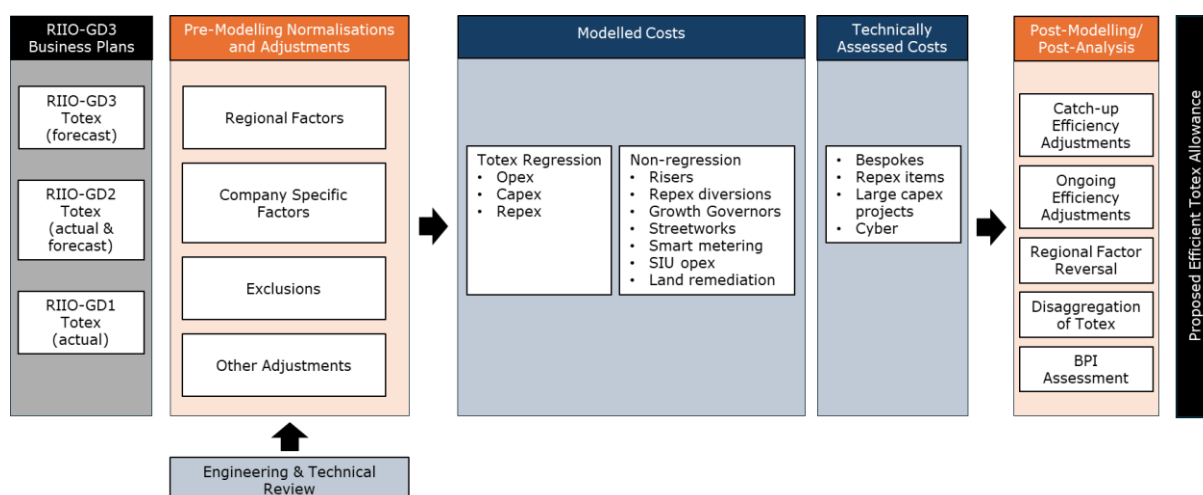 RIIO-GD3
Business Plans
RIIO-GD3
Totex
(forecast)
RIIO-GD2
Totex
(actual &
forecast)
RIIO-GD1
Totex
(actual)
Pre-Modelling Normalisations
and Adjustments
Regional Factors
Company Specific
Factors
Exclusions
Other Adjustments
Engineering & Technical
Review
Modelled Costs
Totex Regression
• Opex
• Capex
• Repex
Non-regression
• Risers
• Repex diversions
• Growth Governors
• Streetworks
• Smart metering
• SIU opex
• Land remediation
Technically
Assessed Costs
• Bespokes
• Repex items
• Large capex
projects
• Cyber
Post-Modelling/
Post-Analysis
Catch-up
Efficiency
Adjustments
Ongoing
Efficiency
Adjustments
Regional Factor
Reversal
Disaggregation
of Totex
BPI
Assessment
Proposed Efficient Totex Allowance